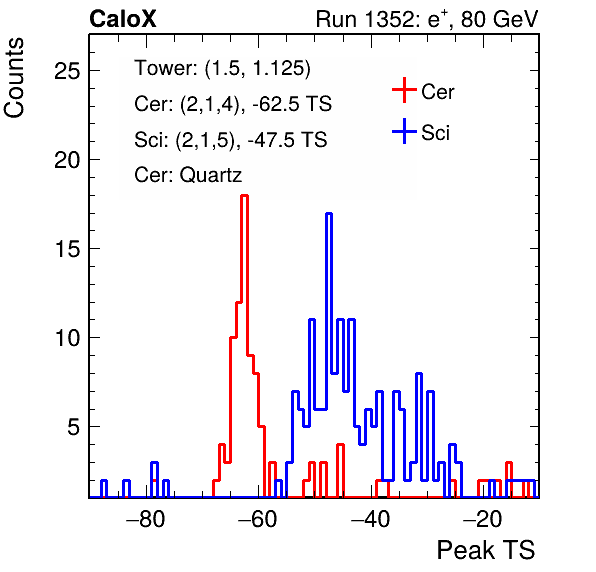 CaloX Run 1352: e⁺, 80 GeV
Counts
Tower: (1.5, 1.125)
Cer: (2,1,4), -62.5 TS
Sci: (2,1,5), -47.5 TS
Cer: Quartz
Cer
Sci
25
20
15
10
5
−80 −60 −40 −20
Peak TS